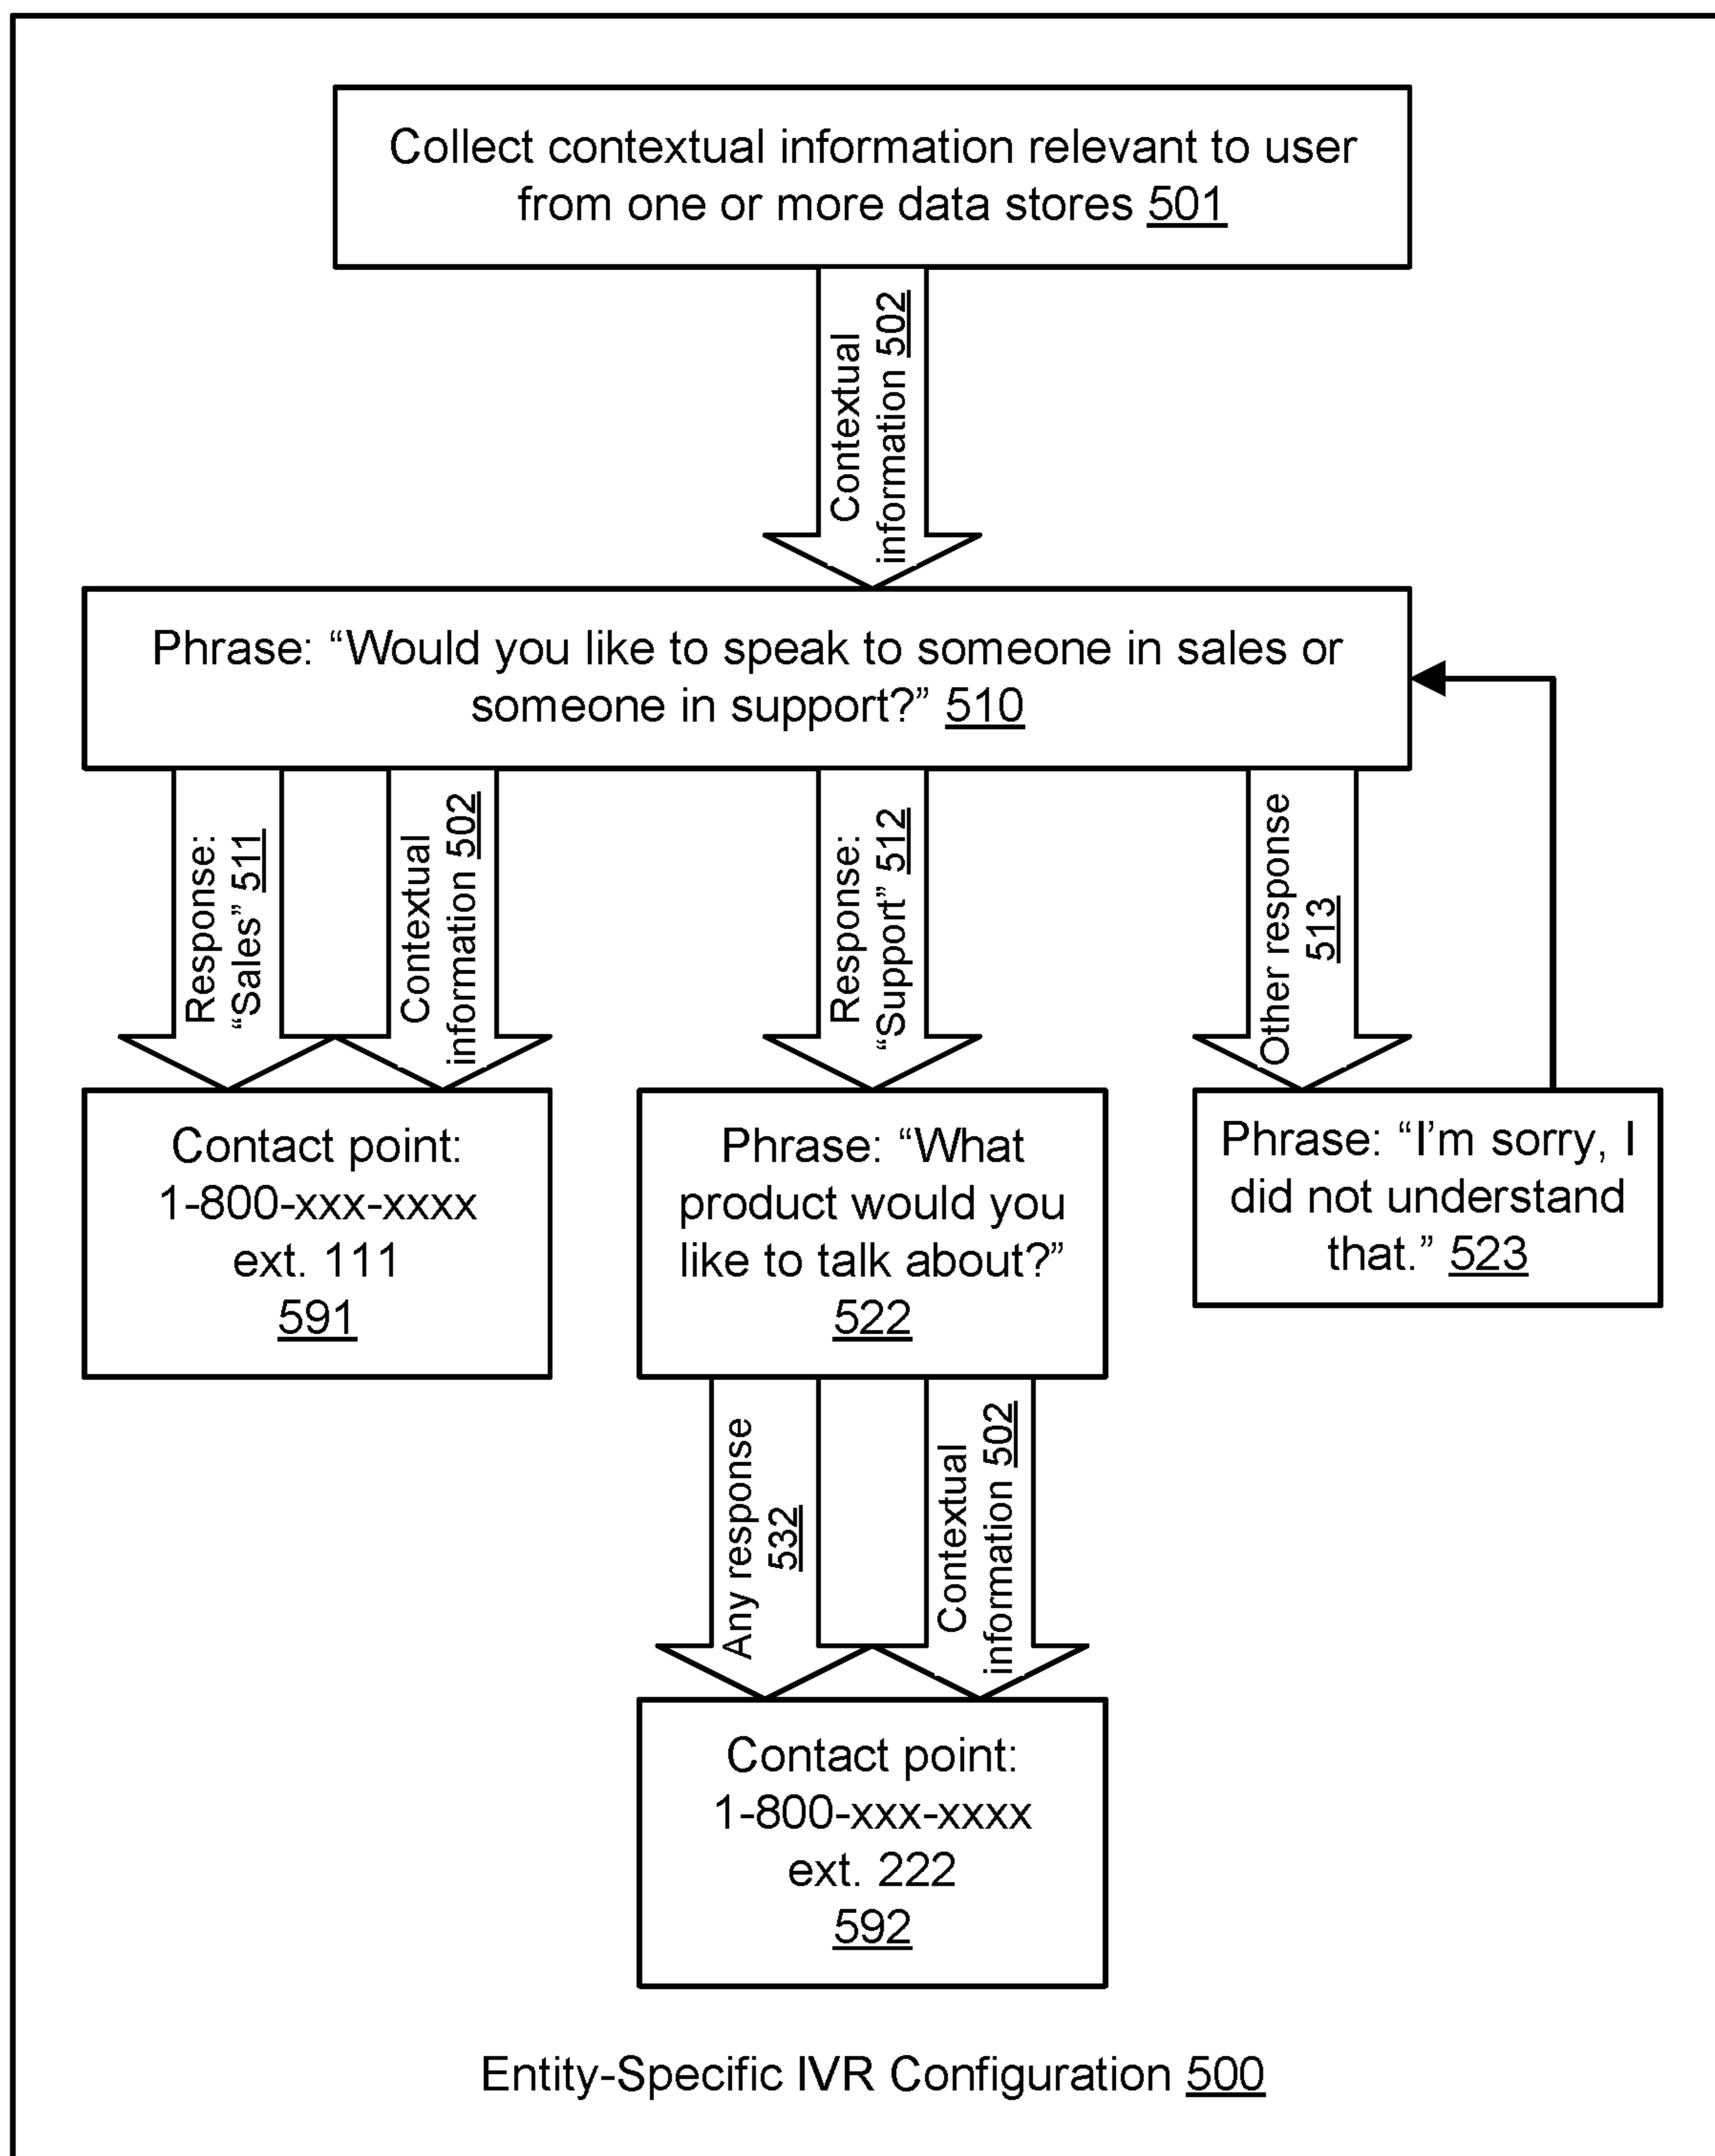 Collect contextual information relevant to user
from one or more data stores 501
Contextual
information 502
Phrase: “Would you like to speak to someone in sales or
someone in support?” 510
Response:
“Sales” 511
Contextual
information 502
Response:
“Support” 512
Other response
513
Contact point:
1-800-xxx-xxxx
ext. 111
591
Phrase: “What
product would you
like to talk about?”
522
Phrase: “I’m sorry, I
did not understand
that.” 523
Any response
532
Contextual
information 502
Contact point:
1-800-xxx-xxxx
ext. 222
592
Entity-Specific IVR Configuration 500